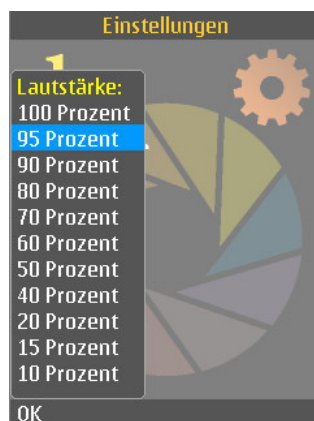 Einstellungen
Lautstärke:
100 Prozent
95 Prozent
90 Prozent
80 Prozent
70 Prozent
60 Prozent
50 Prozent
40 Prozent
20 Prozent
15 Prozent
10 Prozent
OK